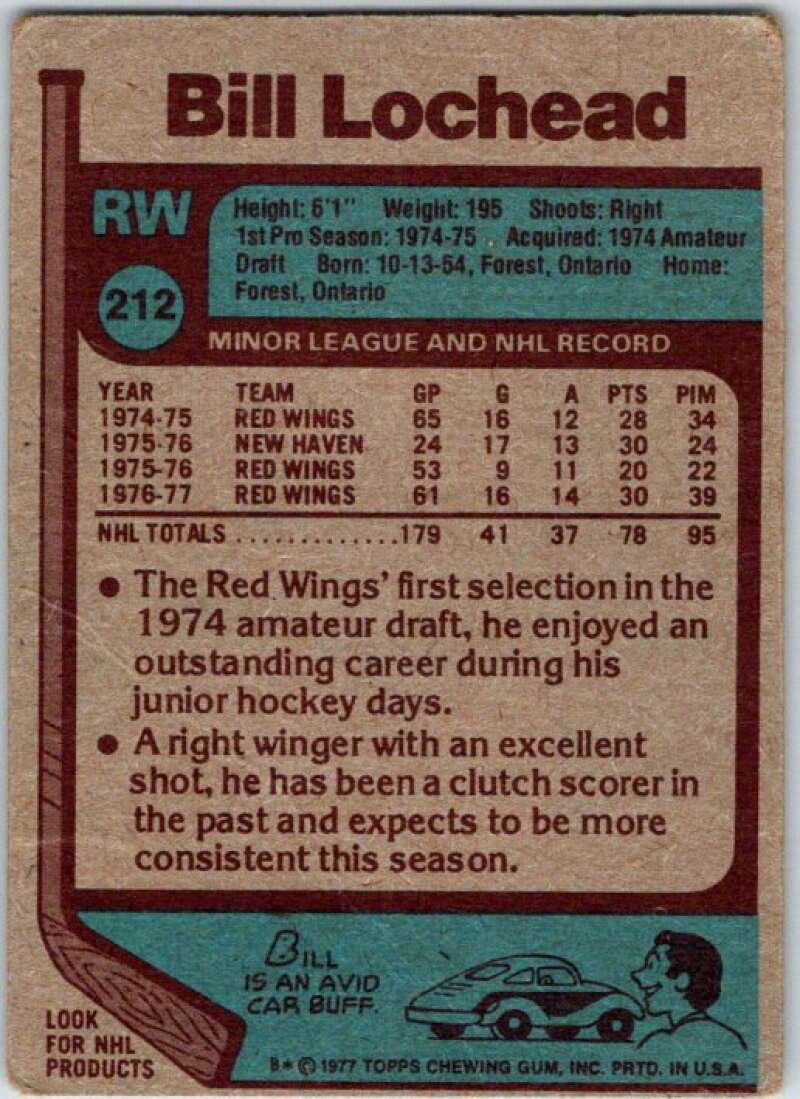 Bill Lochead
RW
212
Height: 6'1" Weight: 195 Shoots: Right
1st Pro Season: 1974-75 Acquired: 1974 Amateur
Draft Born: 10-13-54, Forest, Ontario Home:
Forest, Ontario
MINOR LEAGUE AND NHL RECORD
YEAR TEAM GP G A PTS PIM
1974-75 RED WINGS 65 16 12 28 34
1975-76 NEW HAVEN 24 17 13 30 24
1975-76 RED WINGS 53 9 11 20 22
1976-77 RED WINGS 61 16 14 30 39
NHL TOTALS .............179 41 37 78 95
• The Red Wings' first selection in the
1974 amateur draft, he enjoyed an
outstanding career during his
junior hockey days.
• A right winger with an excellent
shot, he has been a clutch scorer in
the past and expects to be more
consistent this season.
BILL
IS AN AVID
CAR BUFF.
LOOK
FOR NHL
PRODUCTS
B* © 1977 TOPPS CHEWING GUM, INC. PRTD. IN U.S.A.